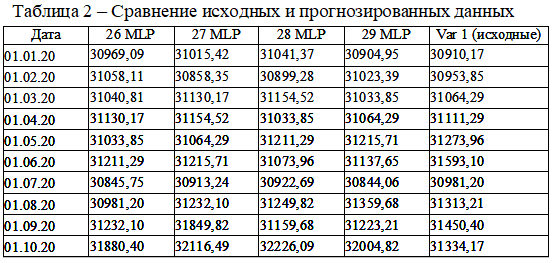 Таблица 2 – Сравнение исходных и прогнозированных данных
Дата 26 MLP 27 MLP 28 MLP 29 MLP Var 1 (исходные)
01.01.20 30969,09 31015,42 31041,37 30904,95 30910,17
01.02.20 31058,11 30858,35 30899,28 31023,39 30953,85
01.03.20 31040,81 31130,17 31154,52 31033,85 31064,29
01.04.20 31130,17 31154,52 31033,85 31064,29 31111,29
01.05.20 31033,85 31064,29 31211,29 31215,71 31273,96
01.06.20 31211,29 31215,71 31073,96 31137,65 31593,10
01.07.20 30845,75 30913,24 30922,69 30844,06 30981,20
01.08.20 30981,20 31232,10 31249,82 31359,68 31313,21
01.09.20 31232,10 31849,82 31159,68 31223,21 31450,40
01.10.20 31880,40 32116,49 32226,09 32004,82 31334,17